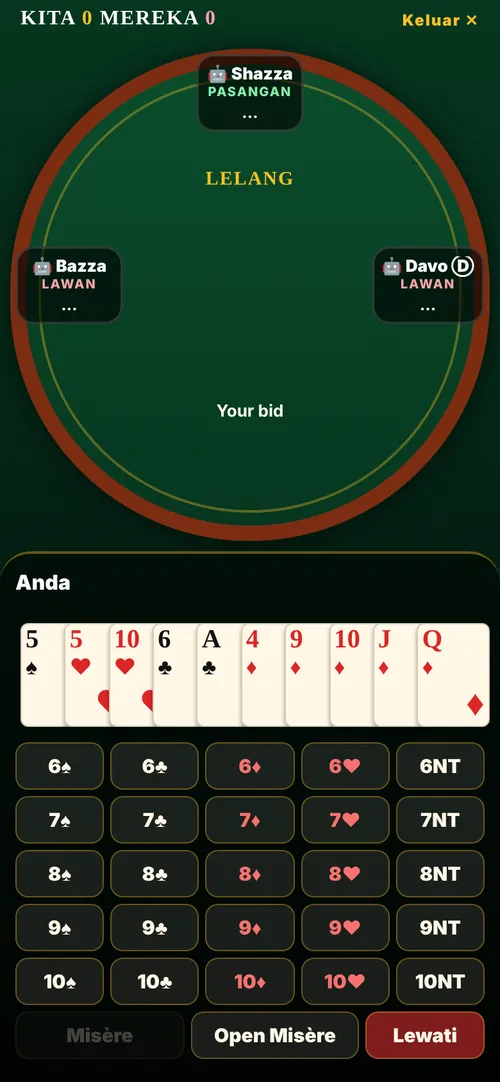 KITA 0 MEREKA 0
Keluar ✕
Shazza
PASANGAN
...
LELANG
Bazza
LAWAN
...
Davo Ⓓ
LAWAN
...
Your bid
Anda
5♠ 5♥ 10♥ 6♣ A♣ 4♦ 9♦ 10♦ J♦ Q♦
6♠ 6♣ 6♦ 6♥ 6NT
7♠ 7♣ 7♦ 7♥ 7NT
8♠ 8♣ 8♦ 8♥ 8NT
9♠ 9♣ 9♦ 9♥ 9NT
10♠ 10♣ 10♦ 10♥ 10NT
Misère Open Misère Lewati